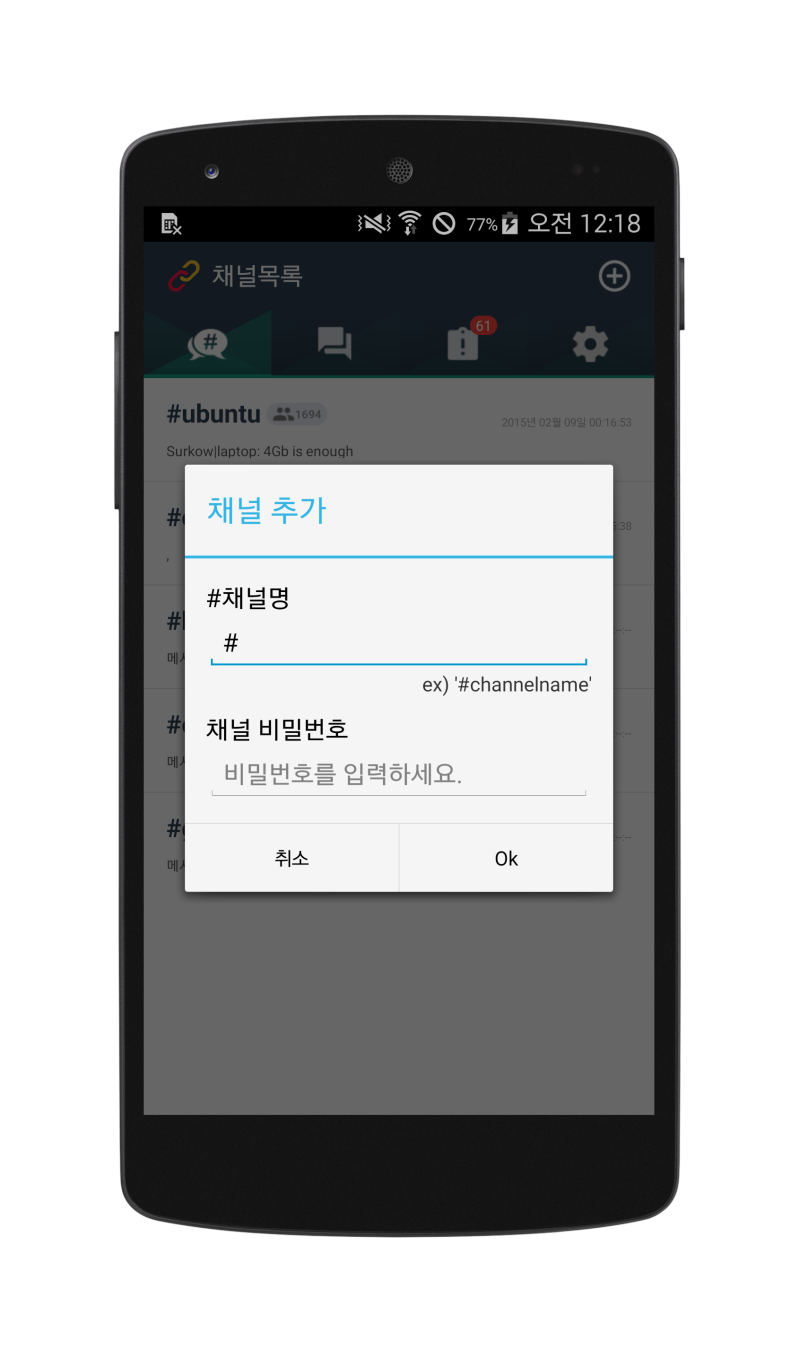 77% 오전 12:18
채널목록
#
61
#ubuntu 1694
2015년 02월 09일 00:16:53
Surkow|laptop: 4Gb is enough
채널 추가
#채널명
#
ex) '#channelname'
채널 비밀번호
비밀번호를 입력하세요.
취소
Ok